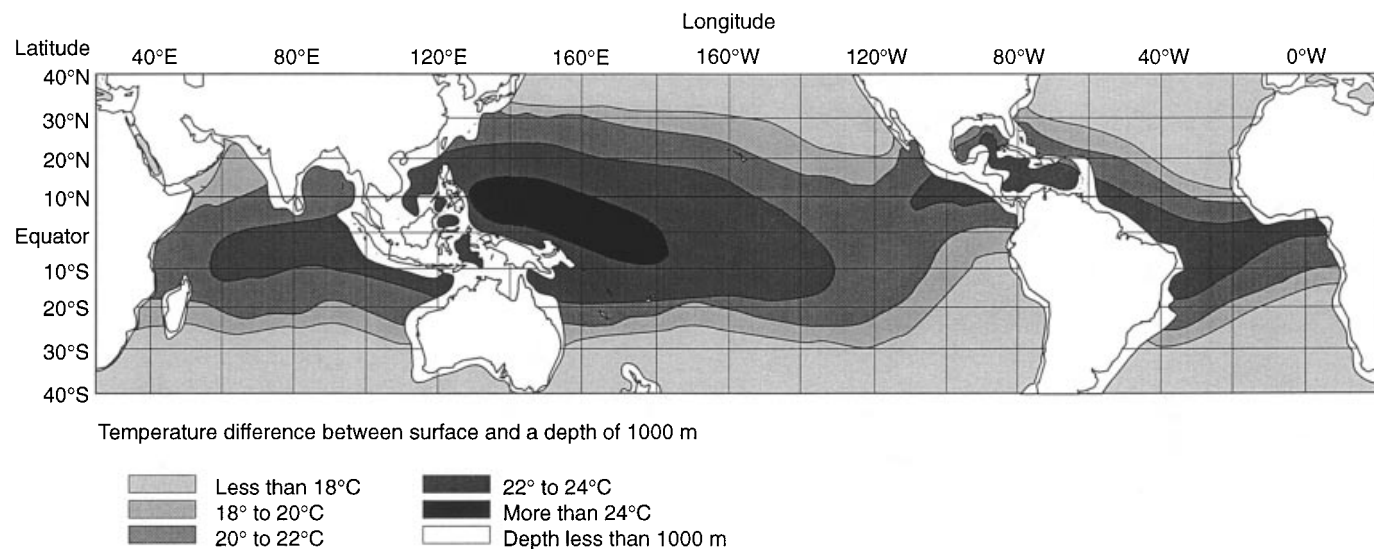 Longitude
Latitude 40°E 80°E 120°E 160°E 160°W 120°W 80°W 40°W 0°W
40°N
30°N
20°N
10°N
Equator
10°S
20°S
30°S
40°S
Temperature difference between surface and a depth of 1000 m
Less than 18°C 22° to 24°C
18° to 20°C More than 24°C
20° to 22°C Depth less than 1000 m